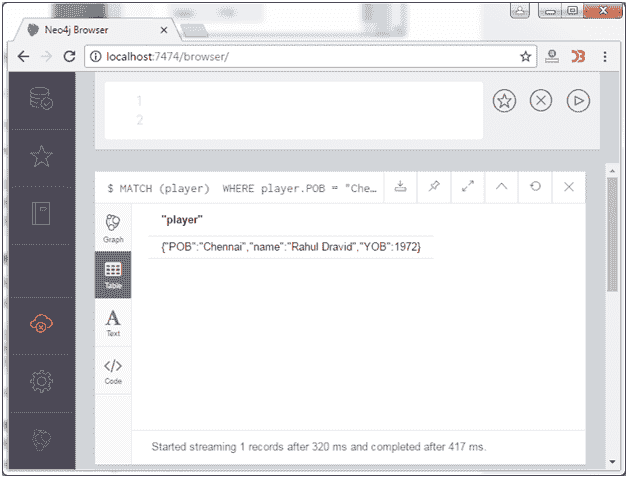 Neo4j Browser
localhost:7474/browser/
1
2
$ MATCH (player)  WHERE player.POB = "Che…
"player"
Graph
{"POB":"Chennai","name":"Rahul Dravid","YOB":1972}
Table
A
Text
</>
Code
Started streaming 1 records after 320 ms and completed after 417 ms.